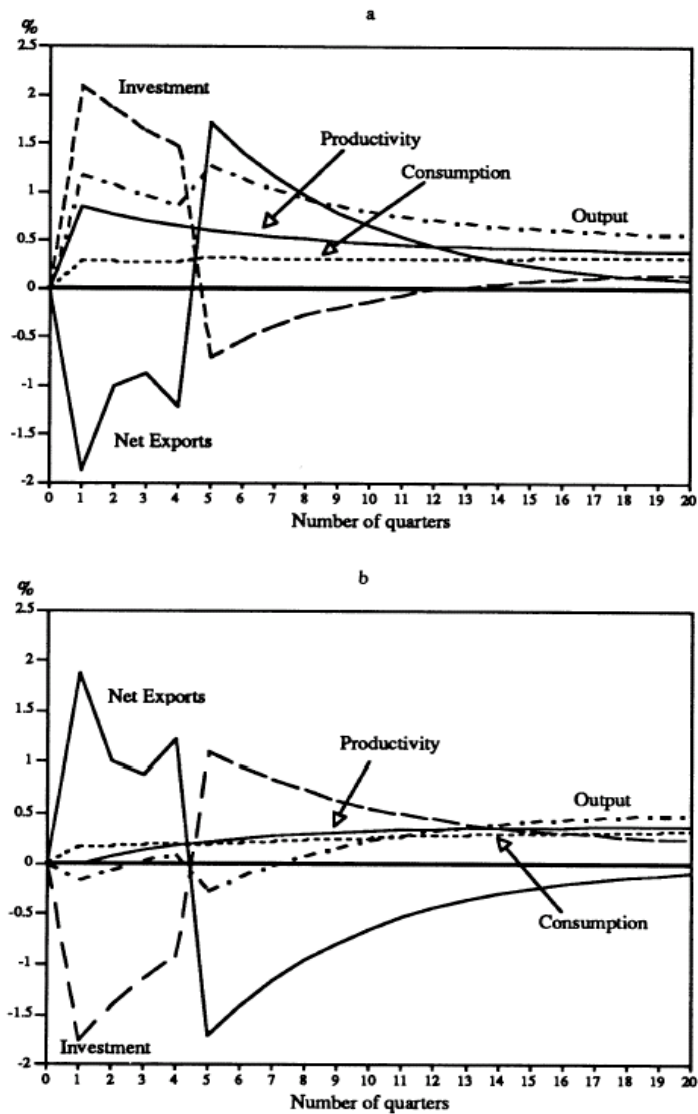 a
%
2.5
2
1.5
1
0.5
0
-0.5
-1
-1.5
-2
Investment
Productivity
Consumption
Output
Net Exports
0 1 2 3 4 5 6 7 8 9 10 11 12 13 14 15 16 17 18 19 20
Number of quarters
b
%
2.5
2
1.5
1
0.5
0
-0.5
-1
-1.5
-2
Net Exports
Productivity
Output
Consumption
Investment
0 1 2 3 4 5 6 7 8 9 10 11 12 13 14 15 16 17 18 19 20
Number of quarters